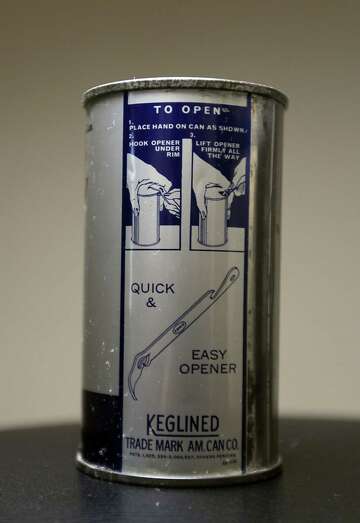 TO OPEN
1.
PLACE HAND ON CAN AS SHOWN.
2.
HOOK OPENER
UNDER
RIM
3.
LIFT OPENER
FIRMLY ALL
THE WAY
QUICK
&
EASY
OPENER
KEGLINED
TRADE MARK AM. CAN CO.